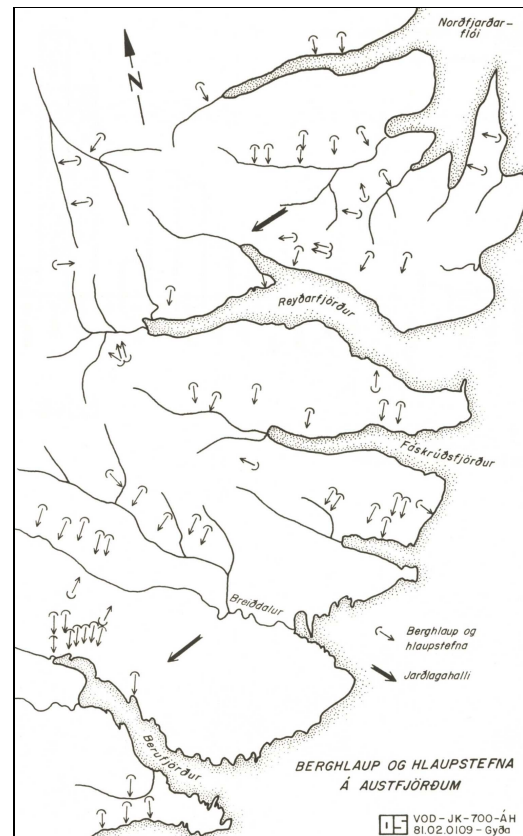 Norðfjarðar-
flói
N
Reyðarfjörður
Fáskrúðsfjörður
Breiðdalur
Berghlaup og
hlaupstefna
Jarðlagahalli
Berufjörður
BERGHLAUP OG HLAUPSTEFNA
Á AUSTFJÖRÐUM
VOD-JK-700-ÁH
81.02.0109-Gyða